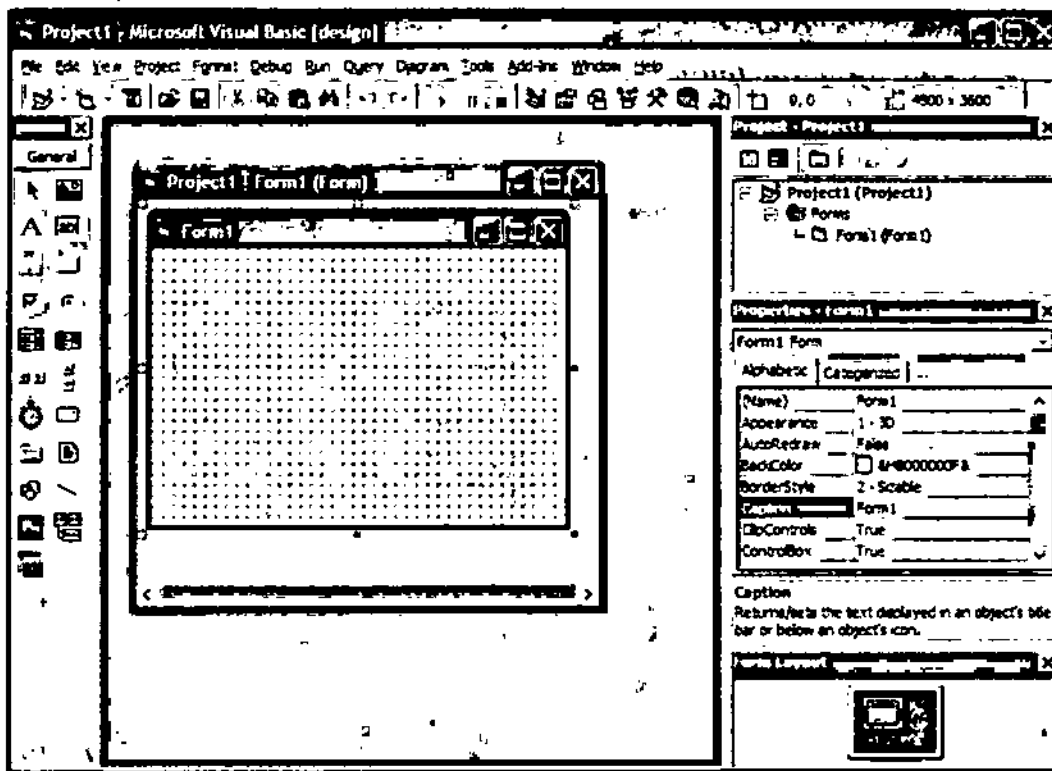 Project1 - Microsoft Visual Basic [design]
File Edit View Project Format Debug Run Query Diagram Tools Add-Ins Window Help
0, 0 4800 x 3600
General
Project - Project1
Project1 (Project1)
Forms
Form1 (Form1)
Project1 - Form1 (Form)
Form1
Properties - Form1
Form1 Form
Alphabetic Categorized
(Name) Form1
Appearance 1 - 3D
AutoRedraw False
BackColor &H8000000F&
BorderStyle 2 - Sizable
Caption Form1
ClipControls True
ControlBox True
Caption
Returns/sets the text displayed in an object's title
bar or below an object's icon.
Form Layout